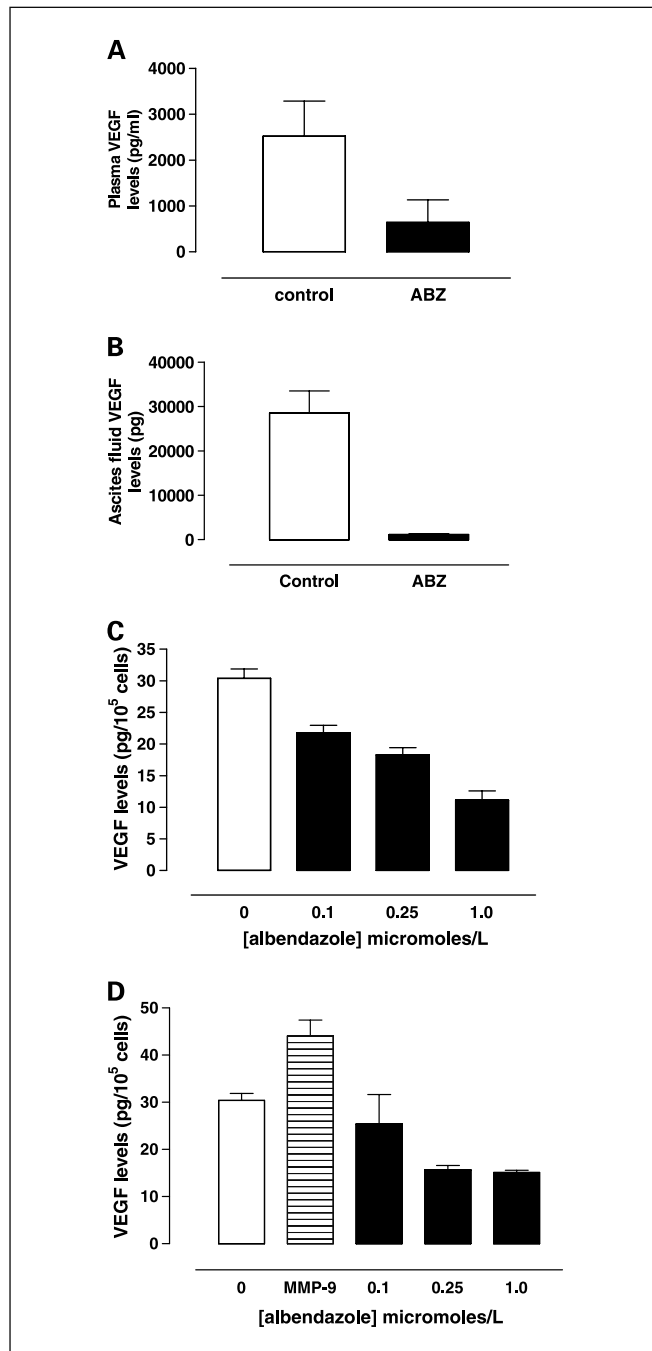 A
Plasma VEGF
levels (pg/ml)
4000
3000
2000
1000
0
control ABZ
B
Ascites fluid VEGF
levels (pg)
40000
30000
20000
10000
0
Control ABZ
C
VEGF levels (pg/10⁵ cells)
35
30
25
20
15
10
5
0
0 0.1 0.25 1.0
[albendazole] micromoles/L
D
VEGF levels (pg/10⁵ cells)
50
40
30
20
10
0
0 MMP-9 0.1 0.25 1.0
[albendazole] micromoles/L